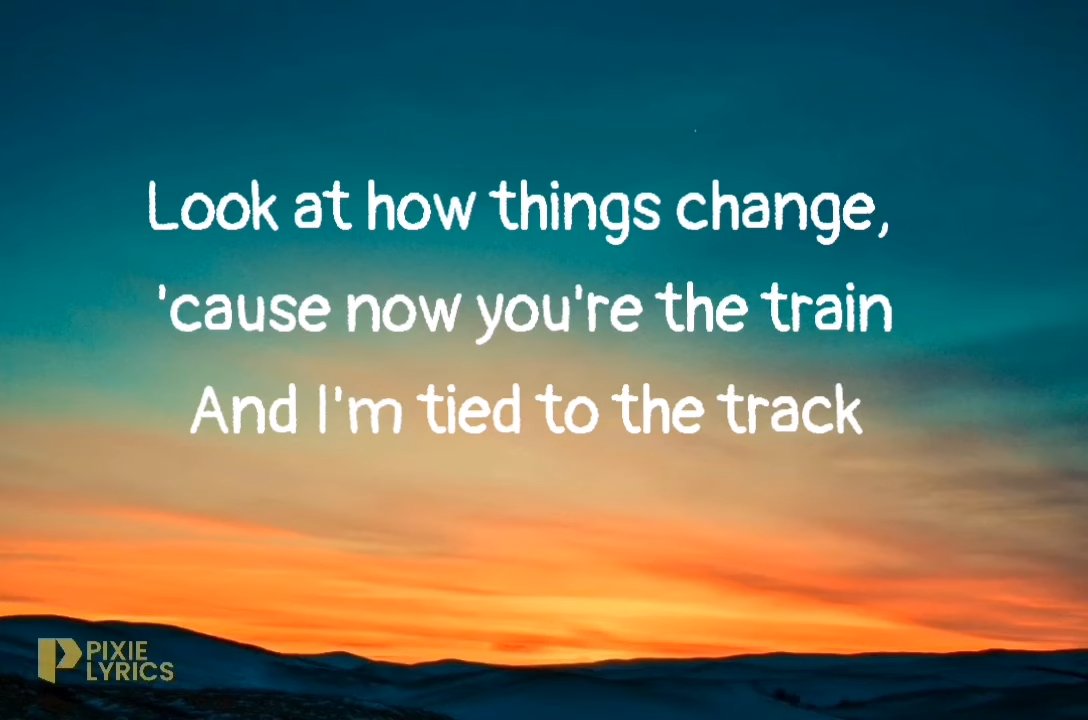 Look at how things change,
'cause now you're the train
And I'm tied to the track
PIXIE
LYRICS